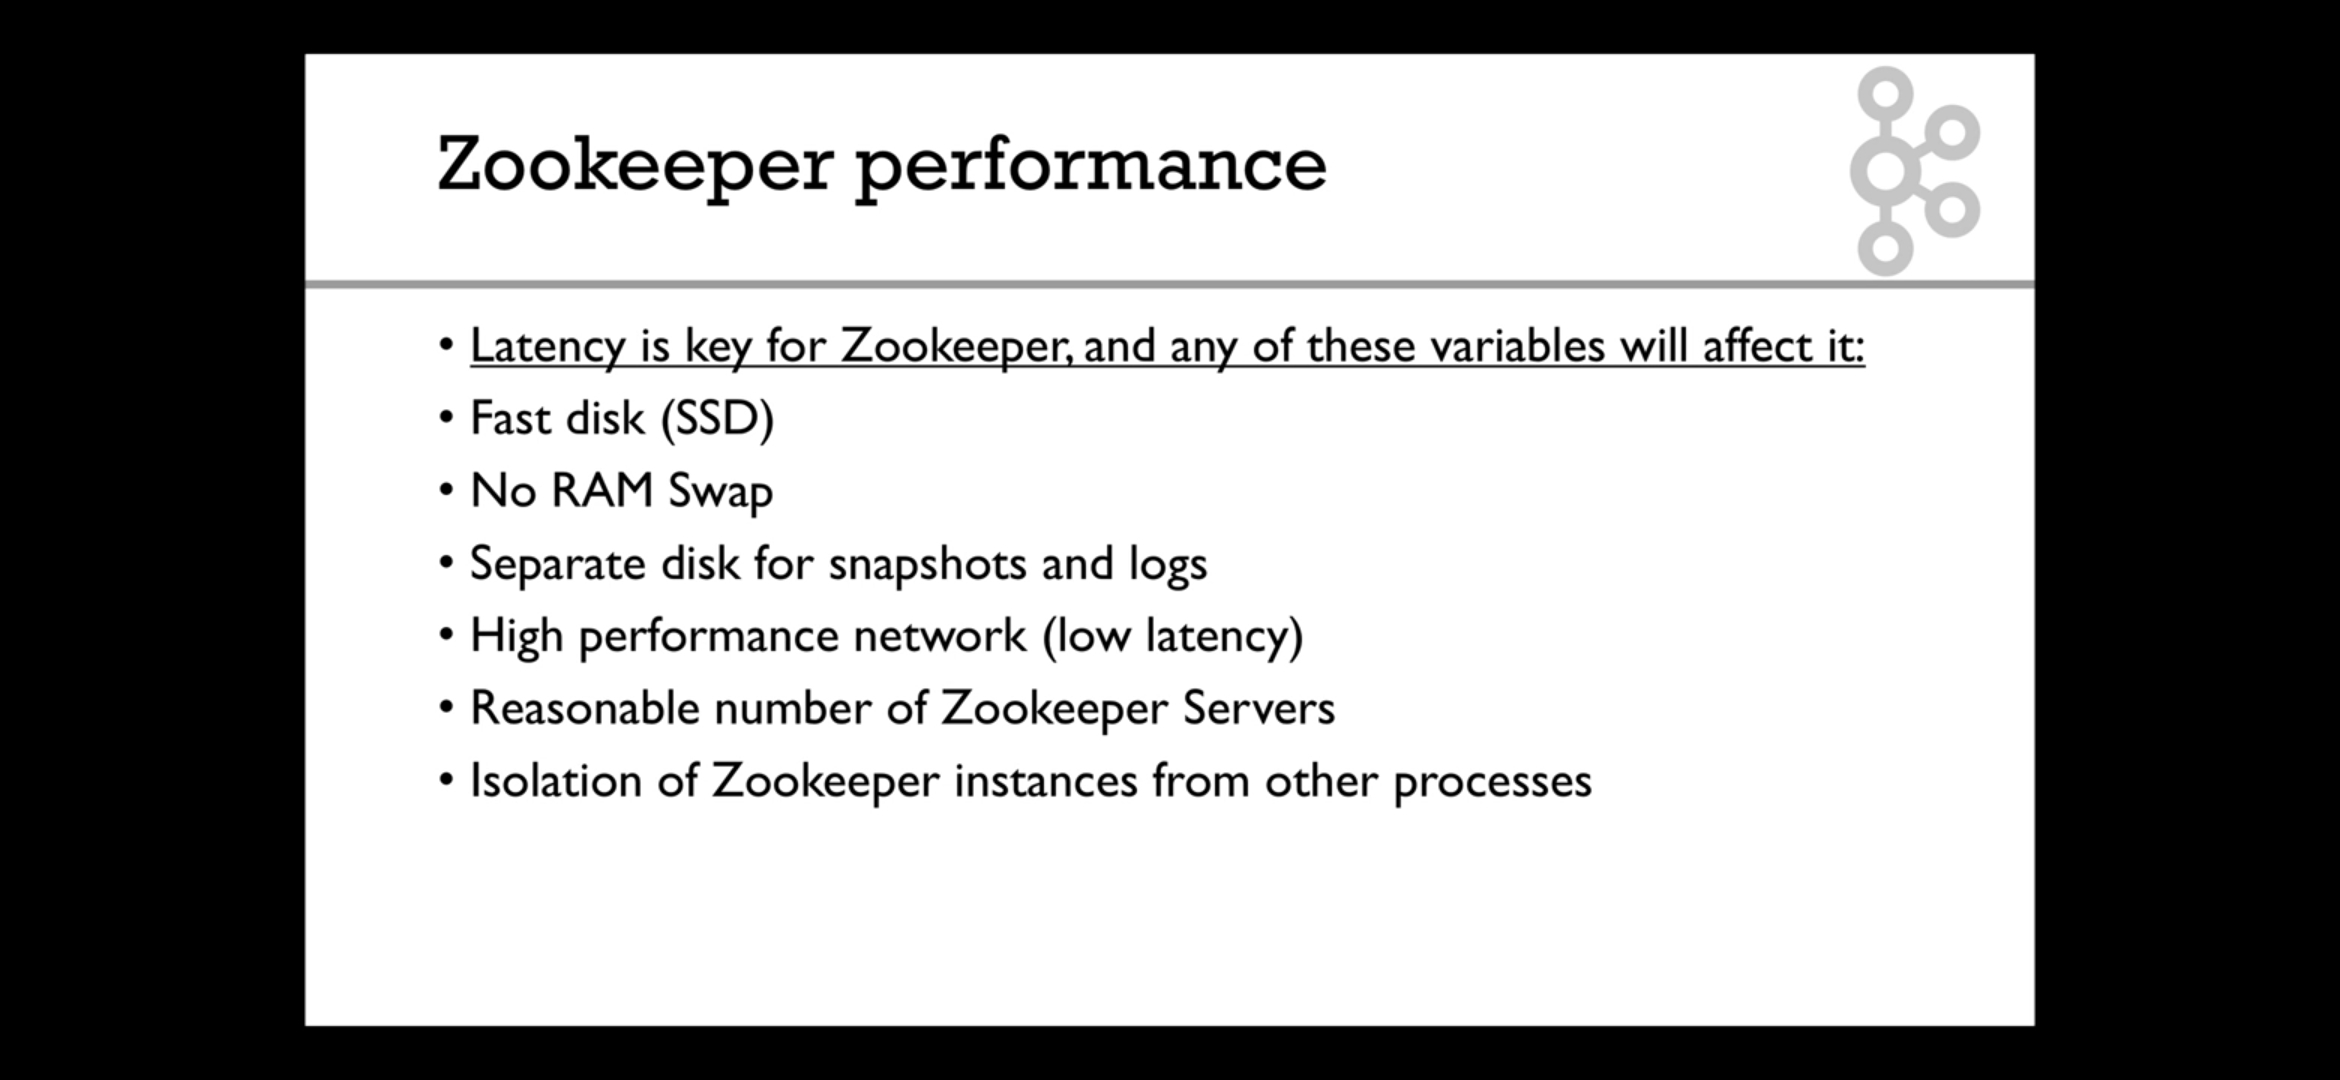 Zookeeper performance
• Latency is key for Zookeeper, and any of these variables will affect it:
• Fast disk (SSD)
• No RAM Swap
• Separate disk for snapshots and logs
• High performance network (low latency)
• Reasonable number of Zookeeper Servers
• Isolation of Zookeeper instances from other processes